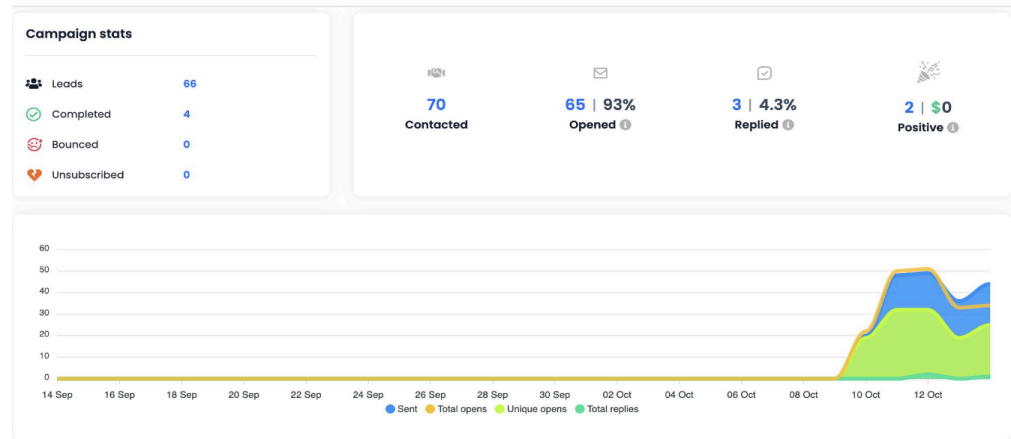 Campaign stats
Leads 66
Completed 4
Bounced 0
Unsubscribed 0
70
Contacted
65 | 93%
Opened
3 | 4.3%
Replied
2 | $0
Positive
60
50
40
30
20
10
0
14 Sep 16 Sep 18 Sep 20 Sep 22 Sep 24 Sep 26 Sep 28 Sep 30 Sep 02 Oct 04 Oct 06 Oct 08 Oct 10 Oct 12 Oct
Sent Total opens Unique opens Total replies